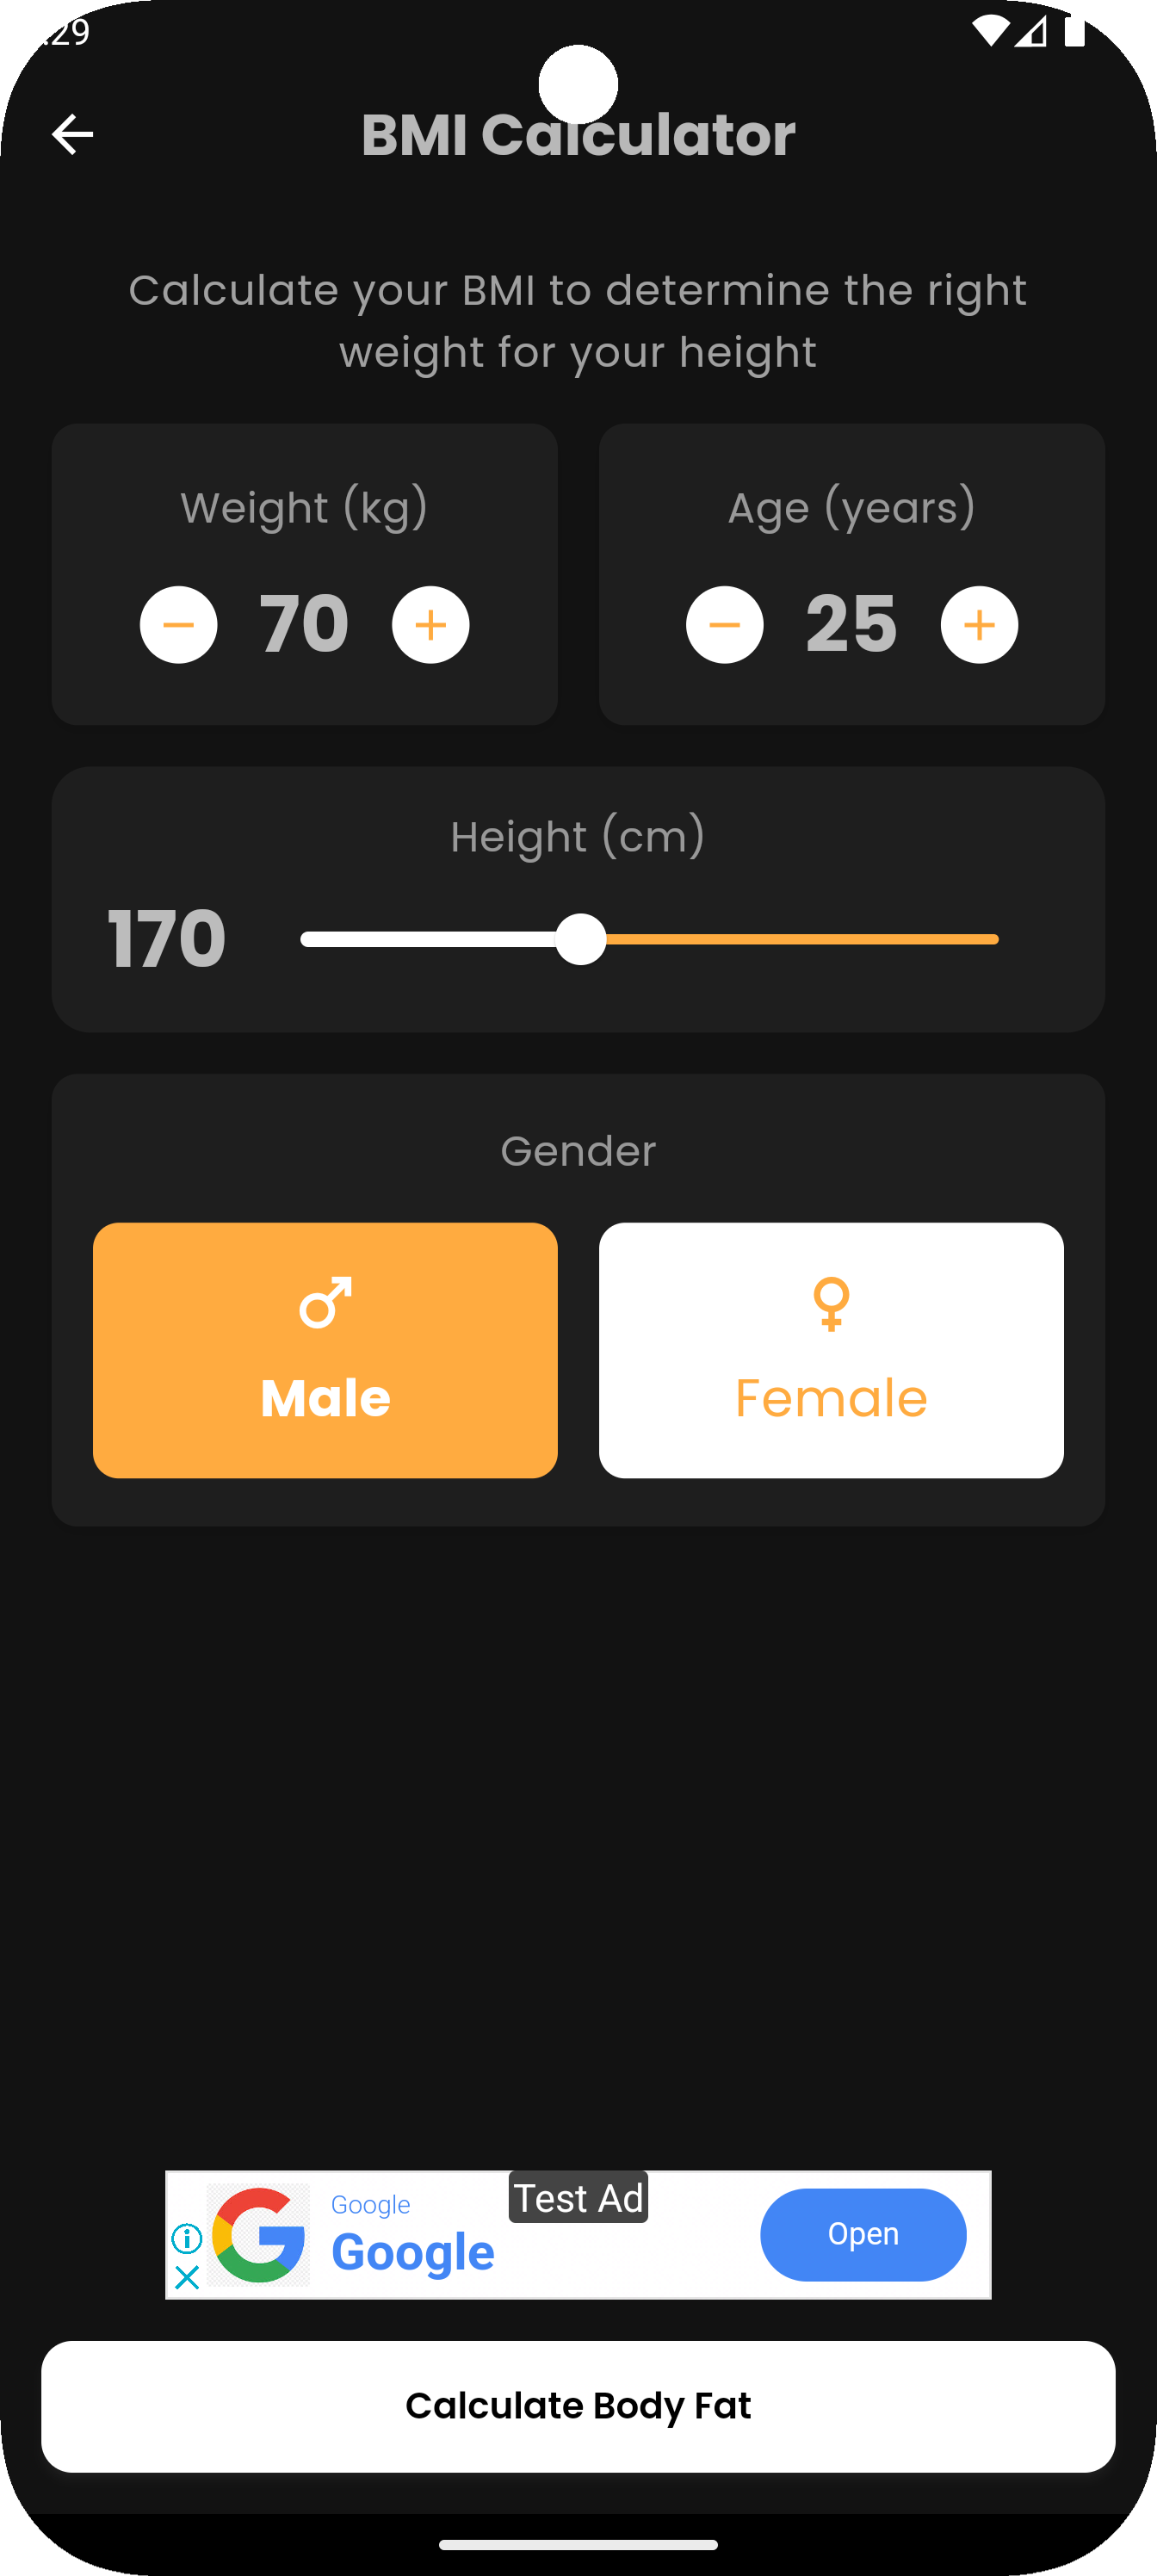 :29
BMI Calculator
Calculate your BMI to determine the right
weight for your height
Weight (kg)
Age (years)
70
25
Height (cm)
170
Gender
Male
Female
Test Ad
Google
Google
Open
Calculate Body Fat